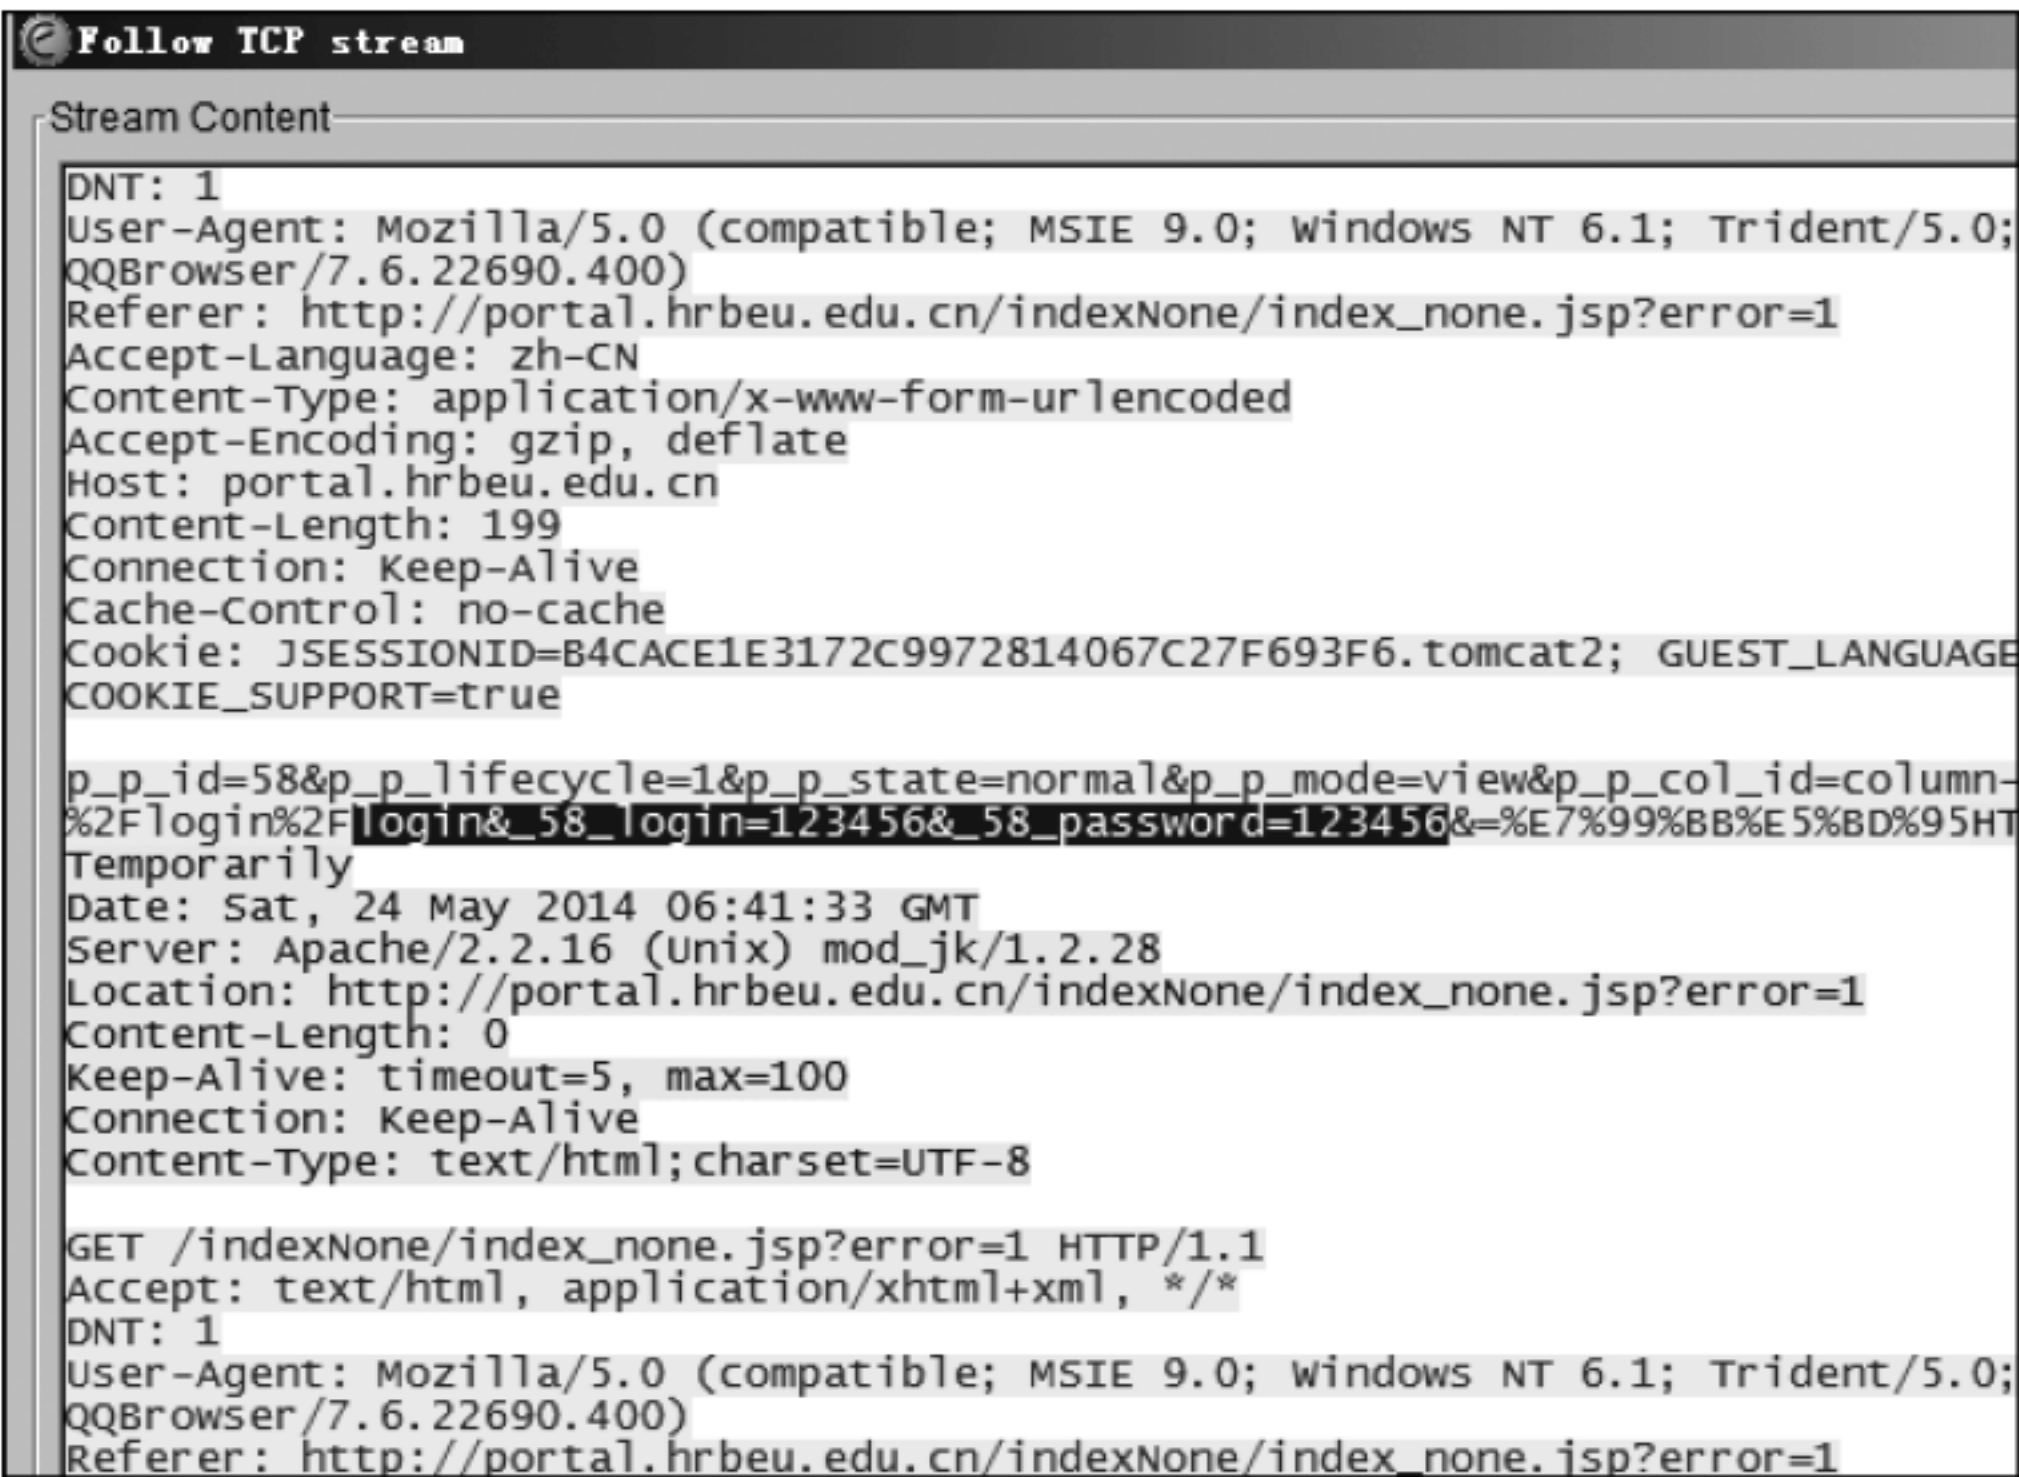 Follow TCP stream
Stream Content
DNT: 1
User-Agent: Mozilla/5.0 (compatible; MSIE 9.0; Windows NT 6.1; Trident/5.0;
QQBrowser/7.6.22690.400)
Referer: http://portal.hrbeu.edu.cn/indexNone/index_none.jsp?error=1
Accept-Language: zh-CN
Content-Type: application/x-www-form-urlencoded
Accept-Encoding: gzip, deflate
Host: portal.hrbeu.edu.cn
Content-Length: 199
Connection: Keep-Alive
Cache-Control: no-cache
Cookie: JSESSIONID=B4CACE1E3172C9972814067C27F693F6.tomcat2; GUEST_LANGUAGE
COOKIE_SUPPORT=true
p_p_id=58&p_p_lifecycle=1&p_p_state=normal&p_p_mode=view&p_p_col_id=column-
%2Flogin%2Flogin&_58_login=123456&_58_password=123456&=%E7%99%BB%E5%BD%95HT
Temporarily
Date: Sat, 24 May 2014 06:41:33 GMT
Server: Apache/2.2.16 (Unix) mod_jk/1.2.28
Location: http://portal.hrbeu.edu.cn/indexNone/index_none.jsp?error=1
Content-Length: 0
Keep-Alive: timeout=5, max=100
Connection: Keep-Alive
Content-Type: text/html;charset=UTF-8
GET /indexNone/index_none.jsp?error=1 HTTP/1.1
Accept: text/html, application/xhtml+xml, */*
DNT: 1
User-Agent: Mozilla/5.0 (compatible; MSIE 9.0; Windows NT 6.1; Trident/5.0;
QQBrowser/7.6.22690.400)
Referer: http://portal.hrbeu.edu.cn/indexNone/index_none.jsp?error=1